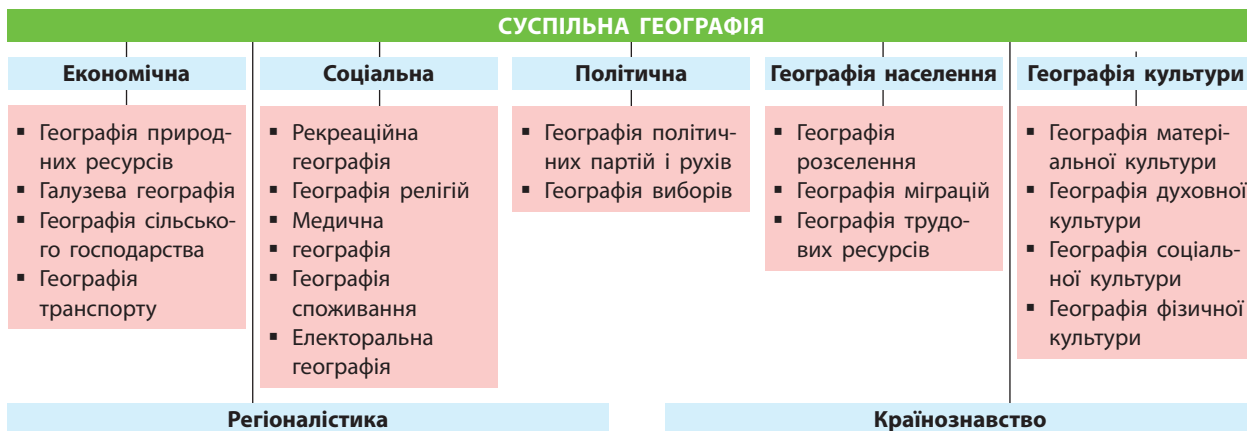 СУСПІЛЬНА ГЕОГРАФІЯ
Економічна
▪ Географія природ-
них ресурсів
▪ Галузева географія
▪ Географія сільсько-
го господарства
▪ Географія
транспорту
Соціальна
▪ Рекреаційна
географія
▪ Географія релігій
▪ Медична
▪ географія
▪ Географія
споживання
▪ Електоральна
географія
Політична
▪ Географія політич-
них партій і рухів
▪ Географія виборів
Географія населення
▪ Географія
розселення
▪ Географія міграцій
▪ Географія трудо-
вих ресурсів
Географія культури
▪ Географія матері-
альної культури
▪ Географія духовної
культури
▪ Географія соціаль-
ної культури
▪ Географія фізичної
культури
Регіоналістика
Країнознавство